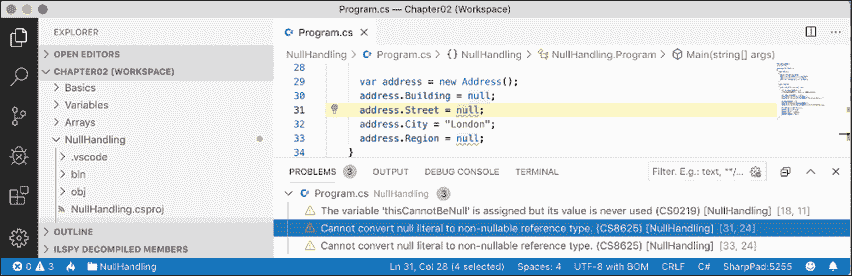 Program.cs — Chapter02 (Workspace)
EXPLORER
OPEN EDITORS
CHAPTER02 (WORKSPACE)
Basics
Variables
Arrays
NullHandling
.vscode
bin
obj
NullHandling.csproj
OUTLINE
ILSPY DECOMPILED MEMBERS
Program.cs
NullHandling > Program.cs > {} NullHandling > NullHandling.Program > Main(string[] args)
28
29 var address = new Address();
30 address.Building = null;
31 address.Street = null;
32 address.City = "London";
33 address.Region = null;
34 }
PROBLEMS 3 OUTPUT DEBUG CONSOLE TERMINAL Filter. E.g.: text, **/...
Program.cs NullHandling 3
The variable 'thisCannotBeNull' is assigned but its value is never used (CS0219) [NullHandling] [18, 11]
Cannot convert null literal to non-nullable reference type. (CS8625) [NullHandling] [31, 24]
Cannot convert null literal to non-nullable reference type. (CS8625) [NullHandling] [33, 24]
0 3 NullHandling Ln 31, Col 28 (4 selected) Spaces: 4 UTF-8 with BOM CRLF C# SharpPad:5255